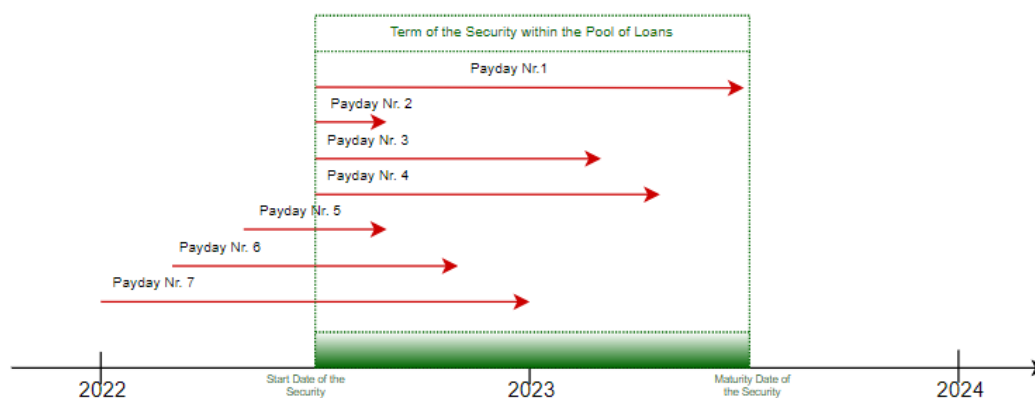 Term of the Security within the Pool of Loans
Payday Nr.1
Payday Nr. 2
Payday Nr. 3
Payday Nr. 4
Payday Nr. 5
Payday Nr. 6
Payday Nr. 7
2022
Start Date of the
Security
2023
Maturity Date of
the Security
2024